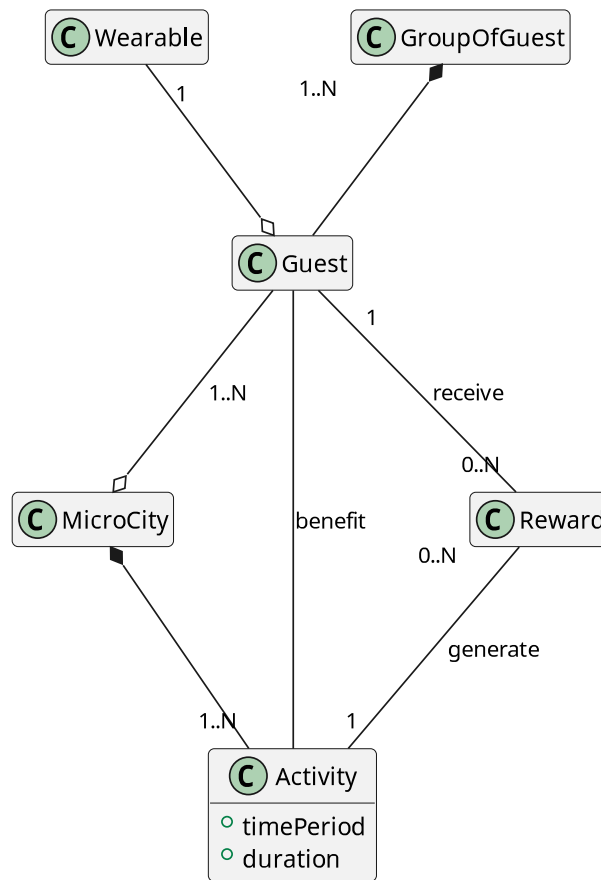 C Wearable
C GroupOfGuest
1
1..N
C Guest
1
1..N
receive
0..N
C MicroCity
benefit
C Reward
0..N
generate
1..N
1
C Activity
timePeriod
duration